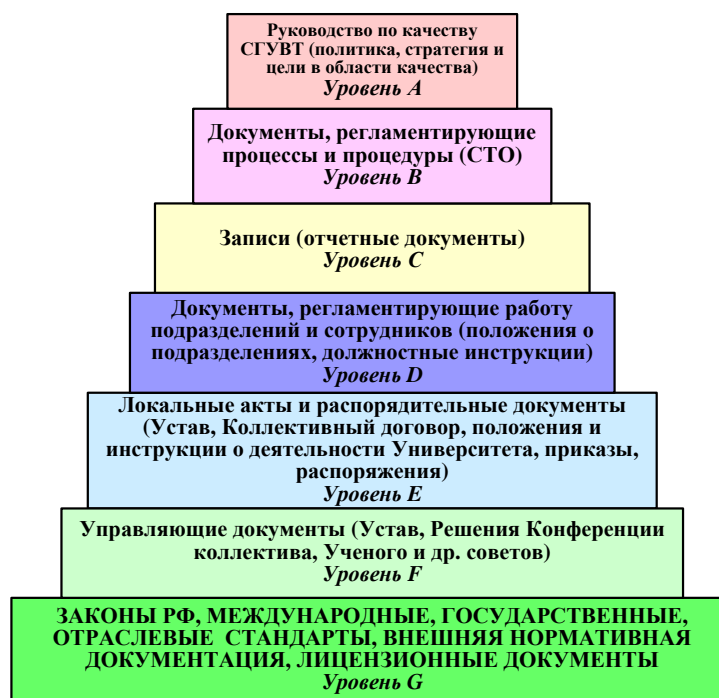 Руководство по качеству
СГУВТ (политика, стратегия и
цели в области качества)
Уровень A
Документы, регламентирующие
процессы и процедуры (СТО)
Уровень B
Записи (отчетные документы)
Уровень C
Документы, регламентирующие работу
подразделений и сотрудников (положения о
подразделениях, должностные инструкции)
Уровень D
Локальные акты и распорядительные документы
(Устав, Коллективный договор, положения и
инструкции о деятельности Университета, приказы,
распоряжения)
Уровень E
Управляющие документы (Устав, Решения Конференции
коллектива, Ученого и др. советов)
Уровень F
ЗАКОНЫ РФ, МЕЖДУНАРОДНЫЕ, ГОСУДАРСТВЕННЫЕ,
ОТРАСЛЕВЫЕ СТАНДАРТЫ, ВНЕШНЯЯ НОРМАТИВНАЯ
ДОКУМЕНТАЦИЯ, ЛИЦЕНЗИОННЫЕ ДОКУМЕНТЫ
Уровень G